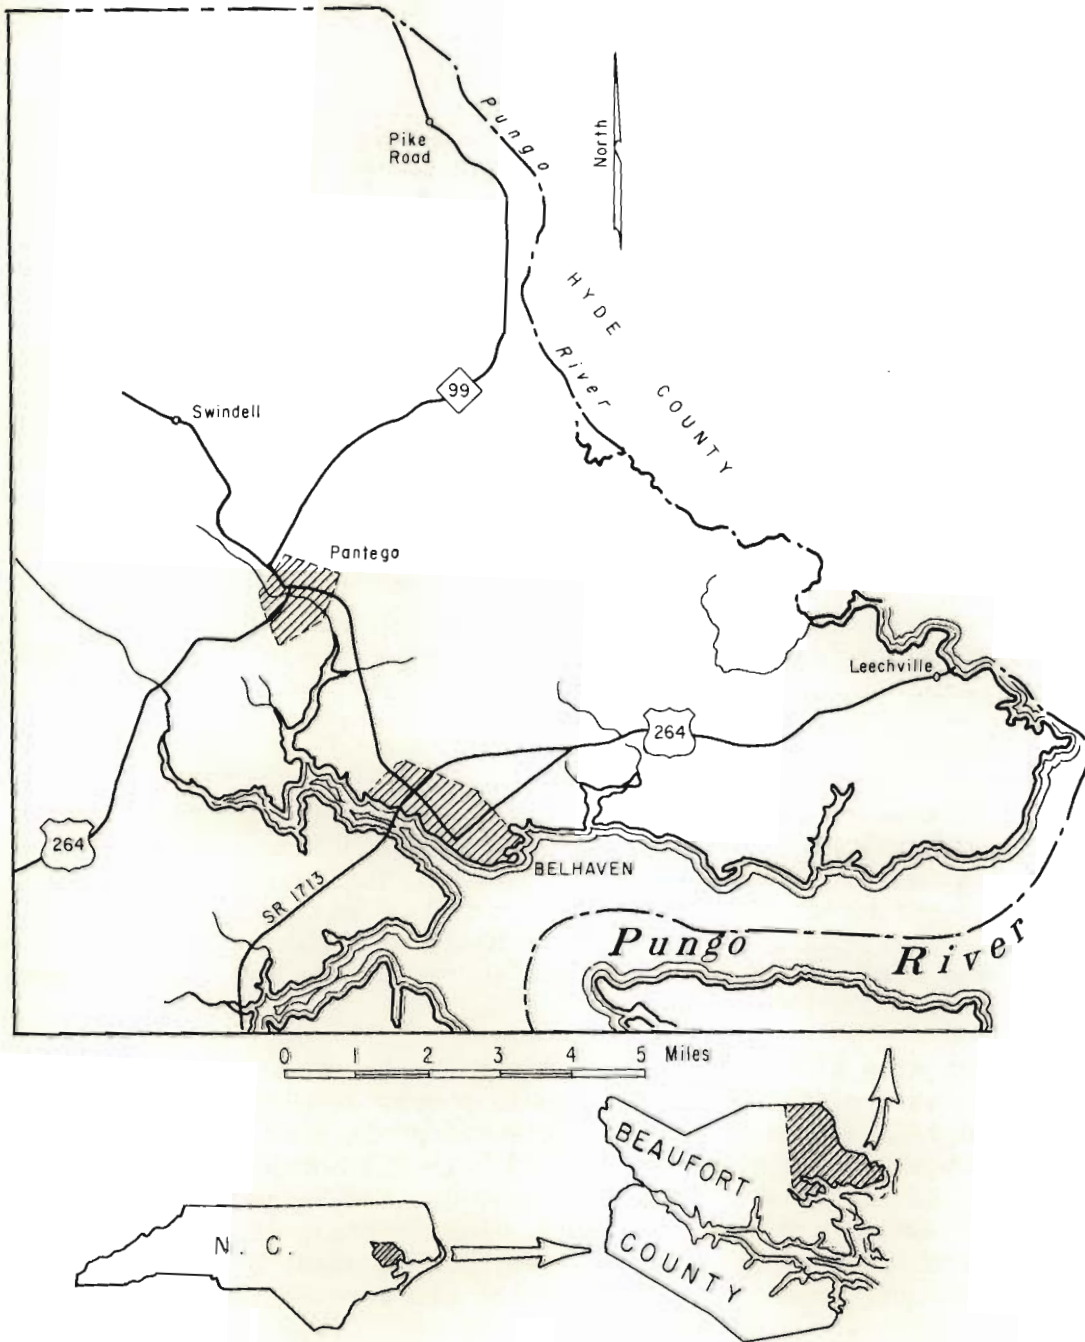 Pungo
Pike
Road
North
HYDE
River
COUNTY
99
Swindell
Pantego
Leechville
264
264
BELHAVEN
SR 1713
Pungo River
0 1 2 3 4 5 Miles
BEAUFORT
COUNTY
N. C.